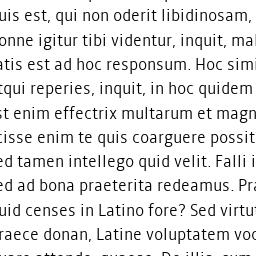 uis est, qui non oderit libidinosam,
onne igitur tibi videntur, inquit, mal
atis est ad hoc responsum. Hoc simi
tqui reperies, inquit, in hoc quidem
st enim effectrix multarum et magn
cisse enim te quis coarguere possit
ed tamen intellego quid velit. Falli i
ed ad bona praeterita redeamus. Pra
uid censes in Latino fore? Sed virtut
raece donan, Latine voluptatem voc